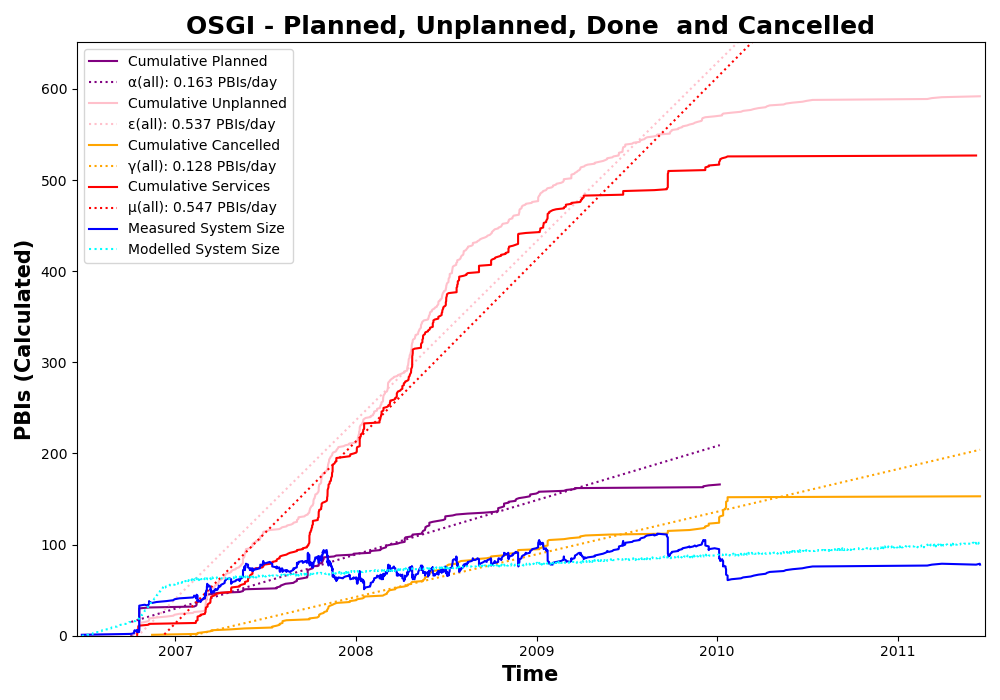 OSGI - Planned, Unplanned, Done  and Cancelled
Cumulative Planned
α(all): 0.163 PBIs/day
Cumulative Unplanned
ε(all): 0.537 PBIs/day
Cumulative Cancelled
γ(all): 0.128 PBIs/day
Cumulative Services
μ(all): 0.547 PBIs/day
Measured System Size
Modelled System Size
PBIs (Calculated)
600
500
400
300
200
100
0
2007
2008
2009
2010
2011
Time